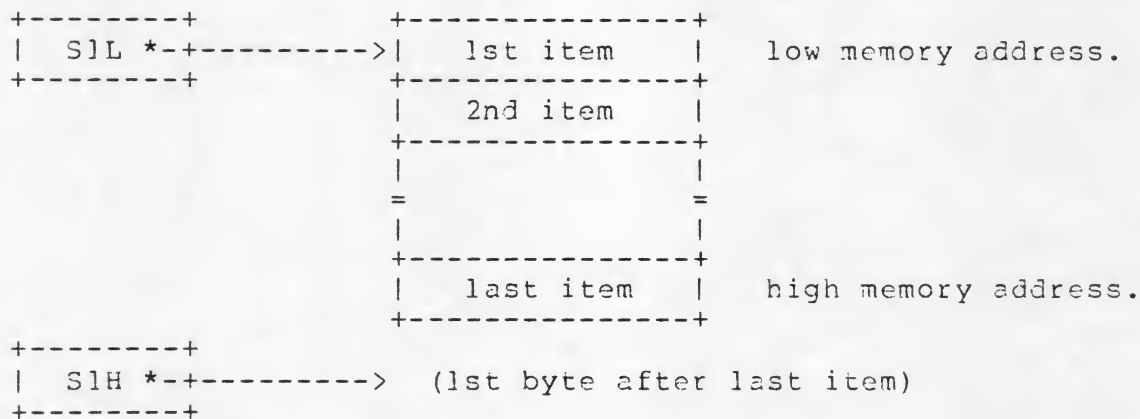 +--------+                +---------------+
|  S1L *-+--------->|   1st item    |   low memory address.
+--------+                +---------------+
|   2nd item    |
+---------------+
|               |
=               =
|               |
+---------------+
|   last item   |   high memory address.
+---------------+
+--------+
|  S1H *-+--------->  (1st byte after last item)
+--------+